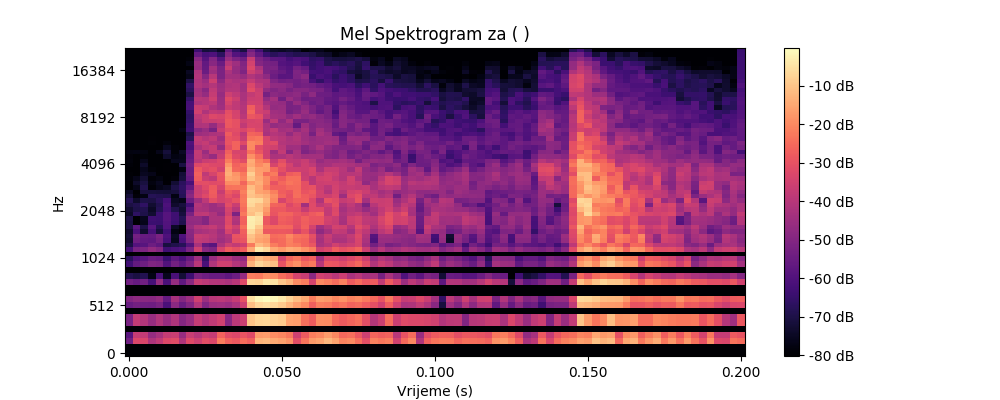 Mel Spektrogram za ( )
Hz
16384
8192
4096
2048
1024
512
0
0.000 0.050 0.100 0.150 0.200
Vrijeme (s)
-10 dB
-20 dB
-30 dB
-40 dB
-50 dB
-60 dB
-70 dB
-80 dB